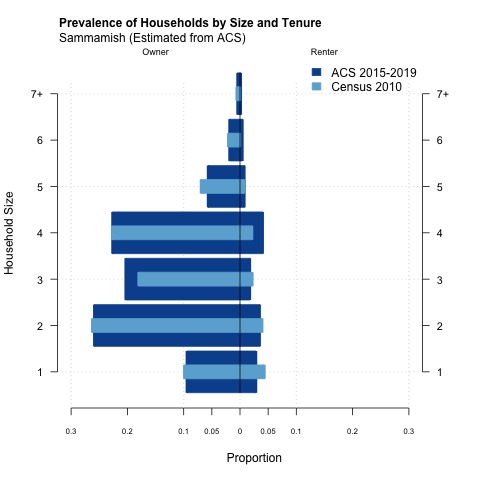 Prevalence of Households by Size and Tenure
Sammamish (Estimated from ACS)
Owner
Renter
ACS 2015-2019
Census 2010
7+
7+
6
6
5
5
4
4
3
3
2
2
1
1
Household Size
0.3
0.2
0.1
0.05
0
0.05
0.1
0.2
0.3
Proportion